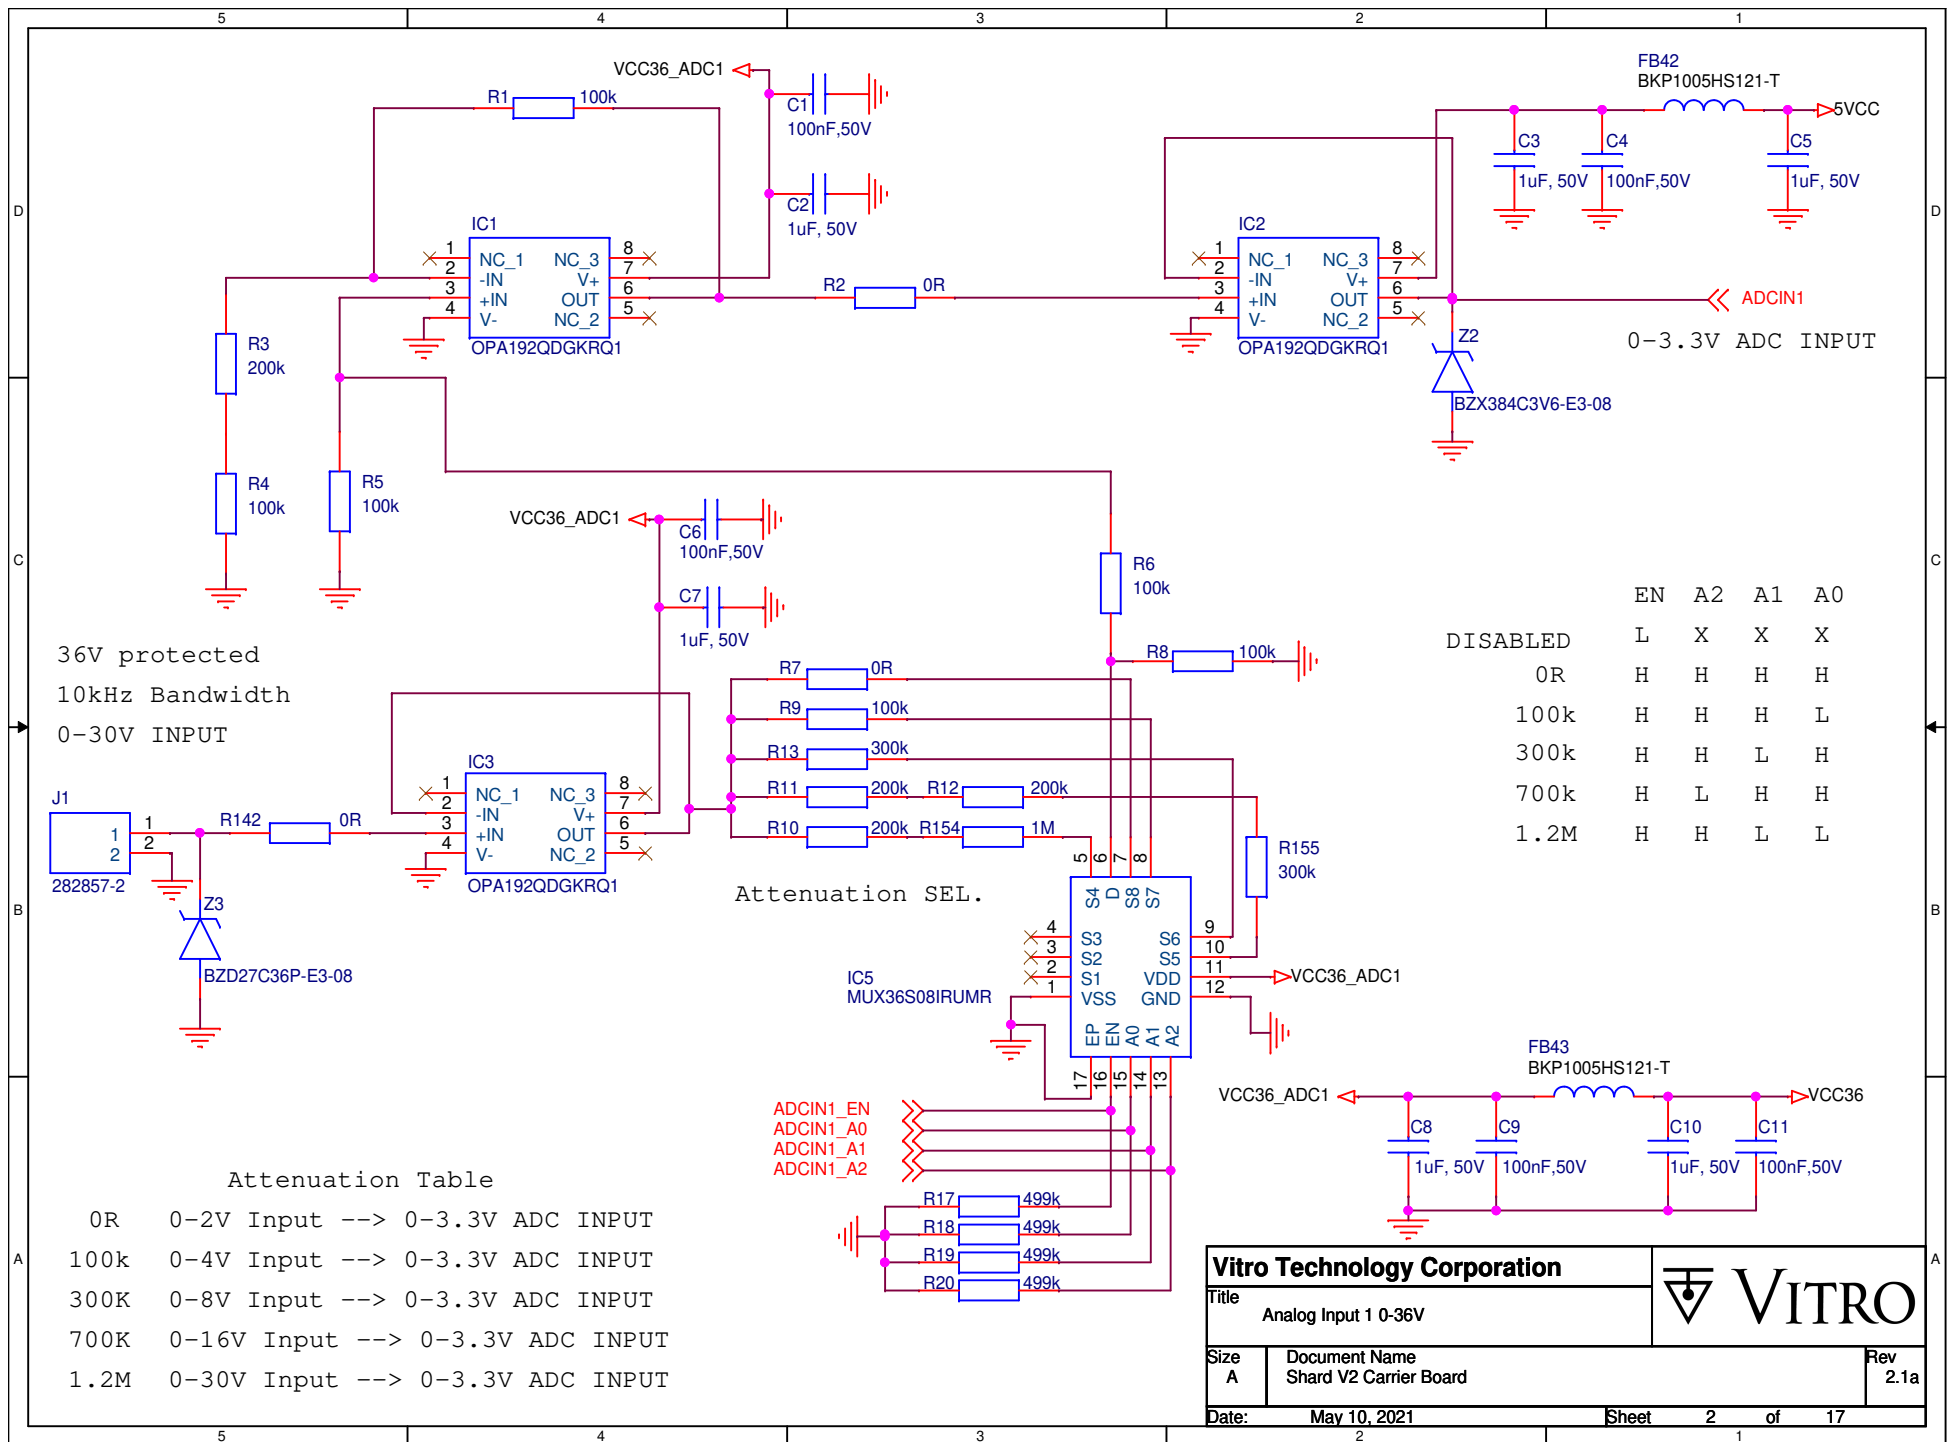 5 4 3 2 1
D
C
B
A
D
C
B
A
VCC36_ADC1
R1 100k
C1
100nF,50V
C2
1uF, 50V
FB42
BKP1005HS121-T
5VCC
C3
1uF, 50V
C4
100nF,50V
C5
1uF, 50V
IC1
1 NC_1 NC_3 8
2 -IN V+ 7
3 +IN OUT 6
4 V- NC_2 5
OPA192QDGKRQ1
R2 0R
IC2
1 NC_1 NC_3 8
2 -IN V+ 7
3 +IN OUT 6
4 V- NC_2 5
OPA192QDGKRQ1
ADCIN1
0-3.3V ADC INPUT
Z2
BZX384C3V6-E3-08
R3
200k
R4
100k
R5
100k
VCC36_ADC1
C6
100nF,50V
C7
1uF, 50V
R6
100k
R8 100k
EN A2 A1 A0
DISABLED L X X X
0R H H H H
100k H H H L
300k H H L H
700k H L H H
1.2M H H L L
36V protected
10kHz Bandwidth
0-30V INPUT
R7 0R
R9 100k
R13 300k
R11 200k R12 200k
R10 200k R154 1M
R155
300k
J1
1 1
2 2
282857-2
R142 0R
Z3
BZD27C36P-E3-08
IC3
1 NC_1 NC_3 8
2 -IN V+ 7
3 +IN OUT 6
4 V- NC_2 5
OPA192QDGKRQ1
Attenuation SEL.
5 6 7 8
S4 D S8 S7
4 S3 S6 9
3 S2 S5 10
2 S1 VDD 11
1 VSS GND 12
EP EN A0 A1 A2
17 16 15 14 13
IC5
MUX36S08IRUMR
VCC36_ADC1
ADCIN1_EN
ADCIN1_A0
ADCIN1_A1
ADCIN1_A2
R17 499k
R18 499k
R19 499k
R20 499k
FB43
BKP1005HS121-T
VCC36_ADC1
VCC36
C8
1uF, 50V
C9
100nF,50V
C10
1uF, 50V
C11
100nF,50V
Attenuation Table
0R 0-2V Input --> 0-3.3V ADC INPUT
100k 0-4V Input --> 0-3.3V ADC INPUT
300K 0-8V Input --> 0-3.3V ADC INPUT
700K 0-16V Input --> 0-3.3V ADC INPUT
1.2M 0-30V Input --> 0-3.3V ADC INPUT
Vitro Technology Corporation
VITRO
Title
Analog Input 1 0-36V
Size
A
Document Name
Shard V2 Carrier Board
Rev
2.1a
Date: May 10, 2021 Sheet 2 of 17
5 4 3 2 1